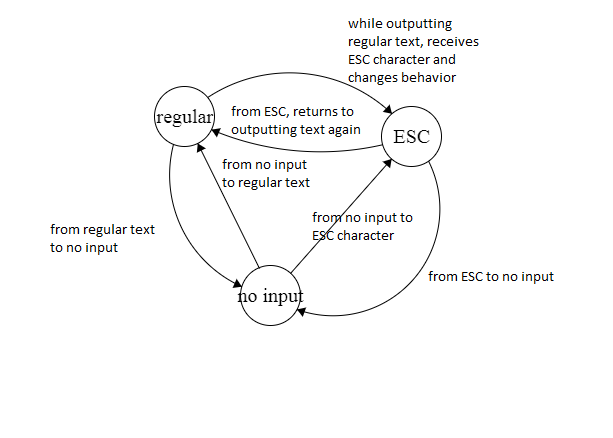 while outputting
regular text, receives
ESC character and
changes behavior
regular
from ESC, returns to
outputting text again
ESC
from no input
to regular text
from regular text
to no input
from no input to
ESC character
from ESC to no input
no input